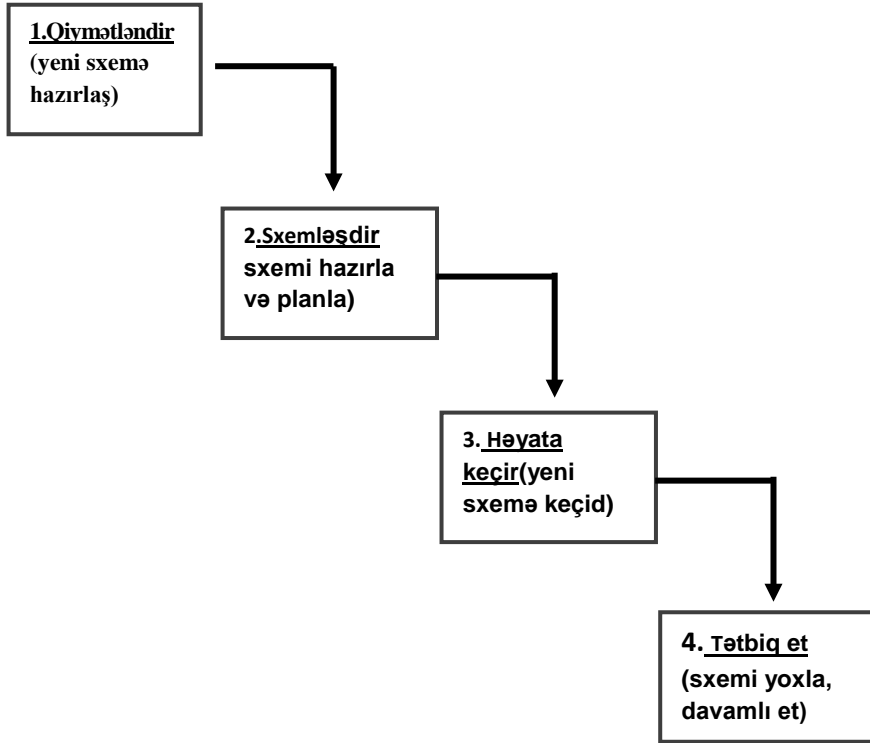 1.Qiymətləndir
(yeni sxemə
hazırlaş)
2.Sxemləşdir
sxemi hazırla
və planla)
3. Həyata
keçir(yeni
sxemə keçid)
4. Tətbiq et
(sxemi yoxla,
davamlı et)